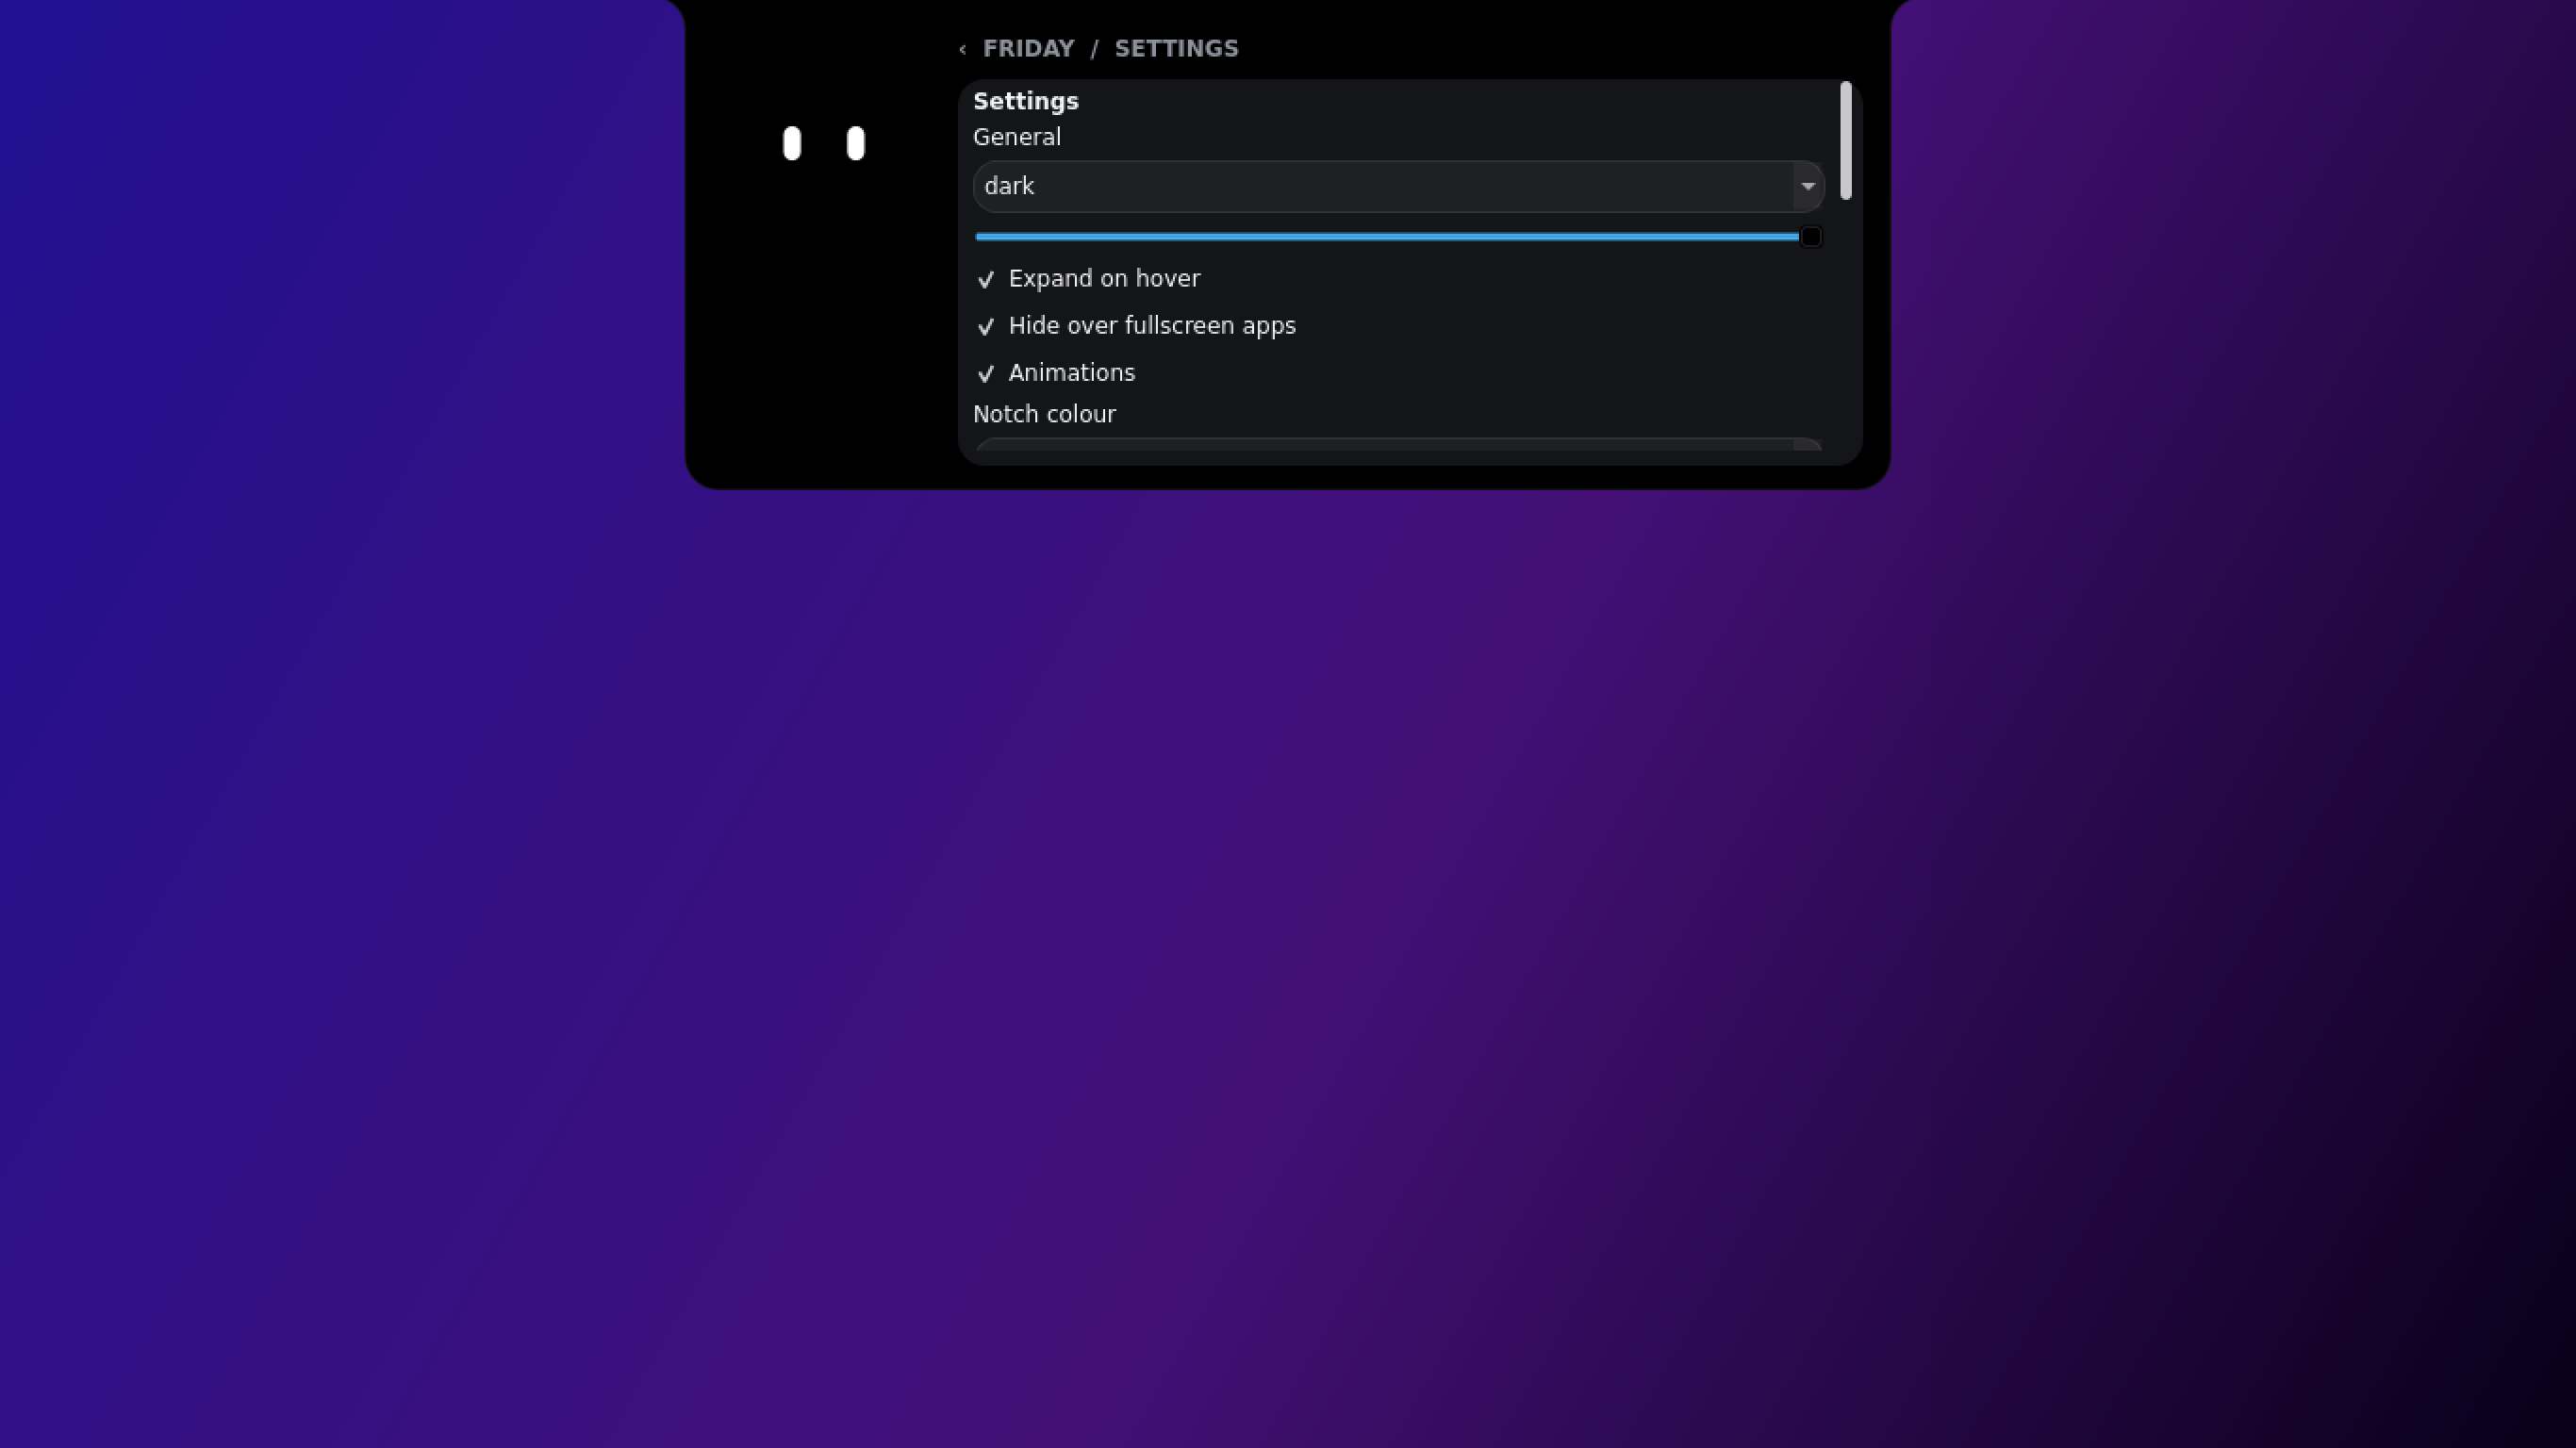 ‹ FRIDAY / SETTINGS
Settings
General
dark
Expand on hover
Hide over fullscreen apps
Animations
Notch colour